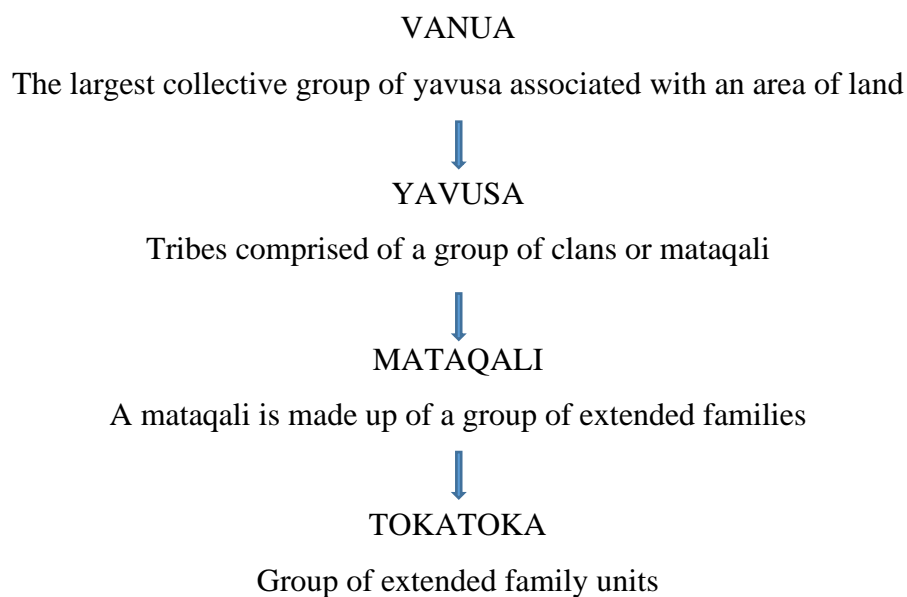 VANUA
The largest collective group of yavusa associated with an area of land
YAVUSA
Tribes comprised of a group of clans or mataqali
MATAQALI
A mataqali is made up of a group of extended families
TOKATOKA
Group of extended family units